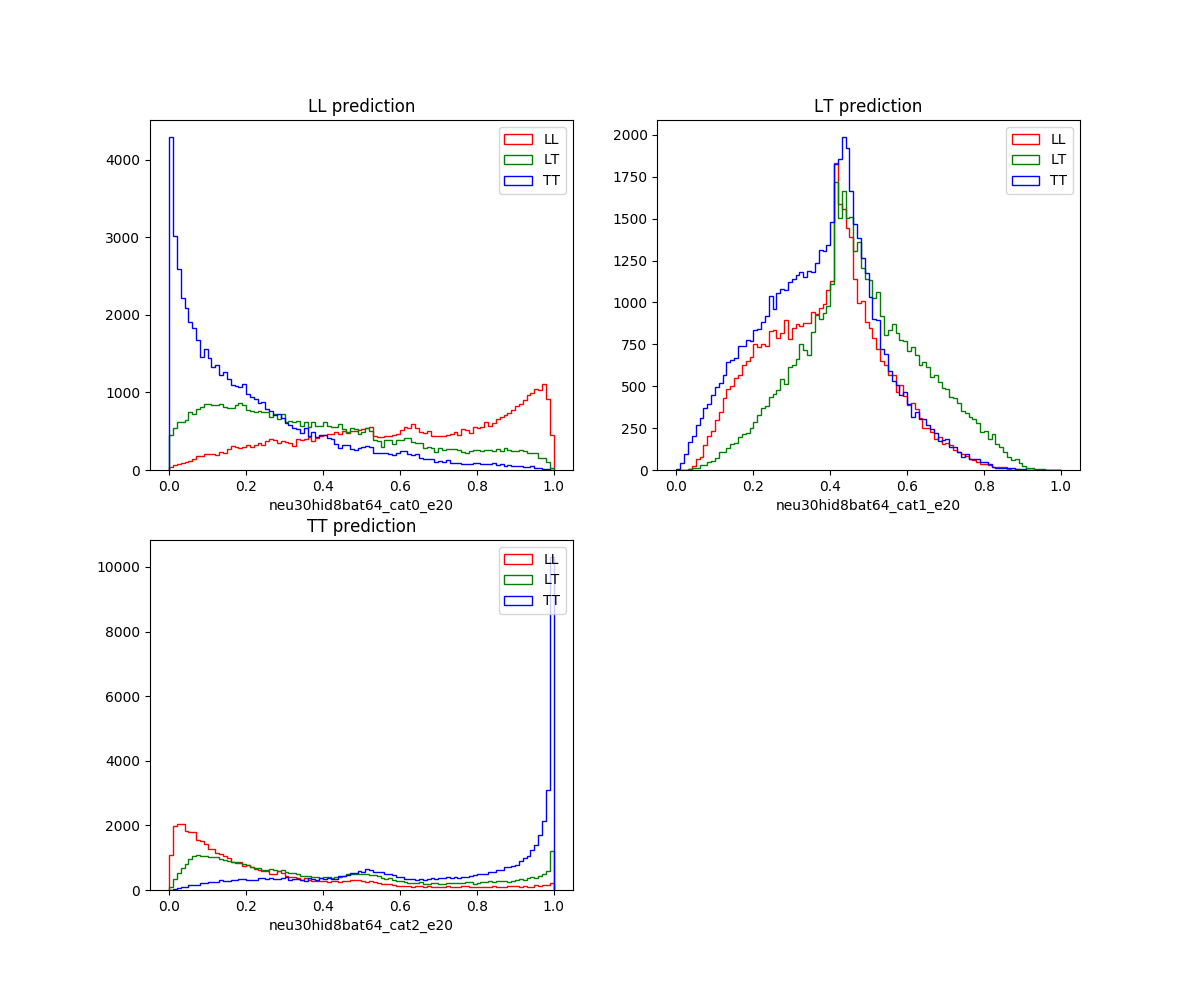 LL prediction
4000
3000
2000
1000
0
0.0 0.2 0.4 0.6 0.8 1.0
neu30hid8bat64_cat0_e20
LL
LT
TT
LT prediction
2000
1750
1500
1250
1000
750
500
250
0
0.0 0.2 0.4 0.6 0.8 1.0
neu30hid8bat64_cat1_e20
LL
LT
TT
TT prediction
10000
8000
6000
4000
2000
0
0.0 0.2 0.4 0.6 0.8 1.0
neu30hid8bat64_cat2_e20
LL
LT
TT